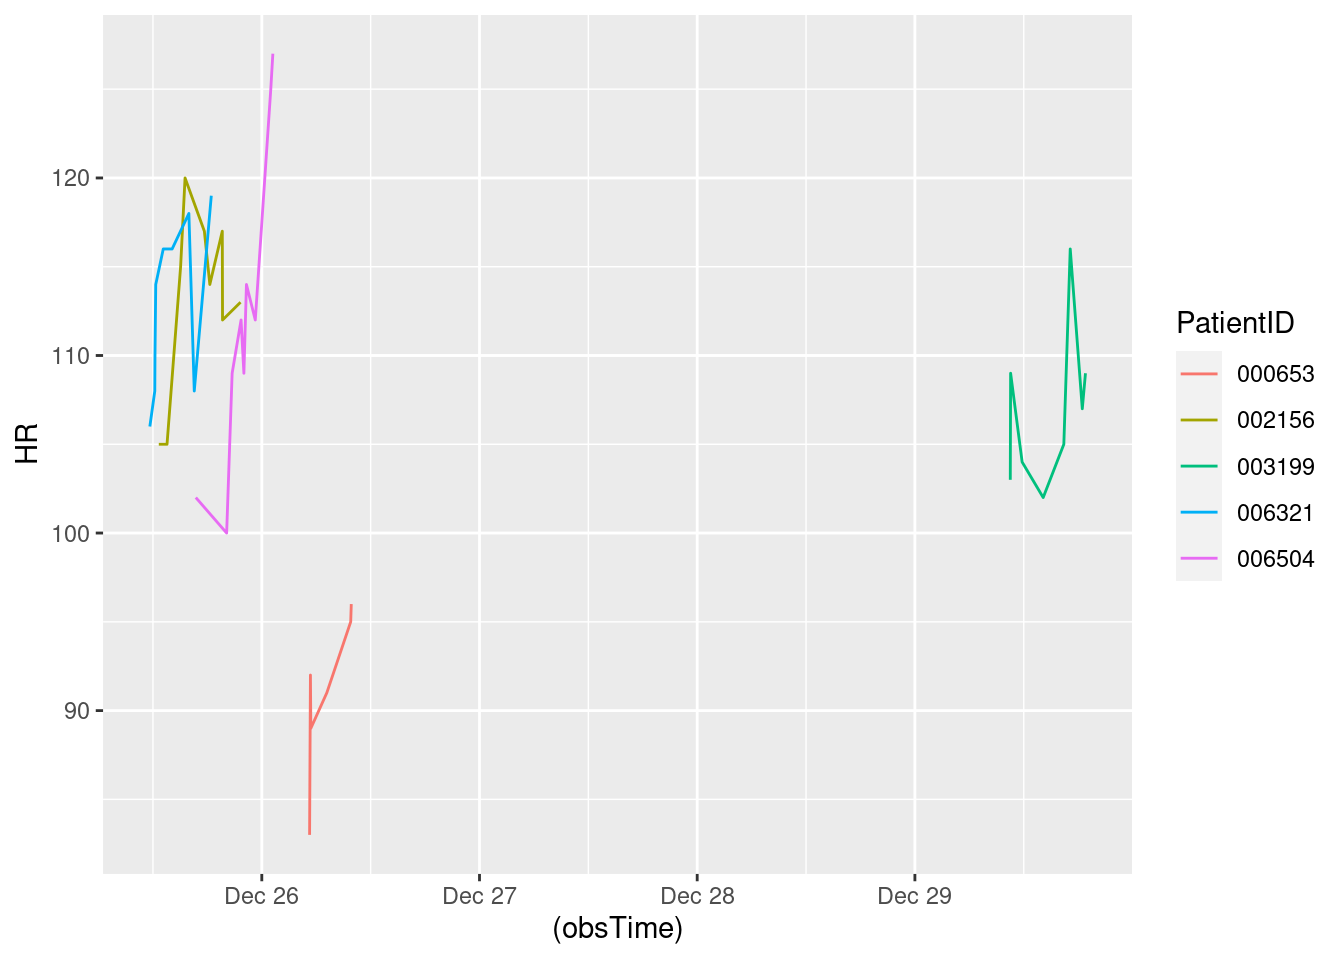 HR
120
110
100
90
Dec 26
Dec 27
Dec 28
Dec 29
(obsTime)
PatientID
000653
002156
003199
006321
006504